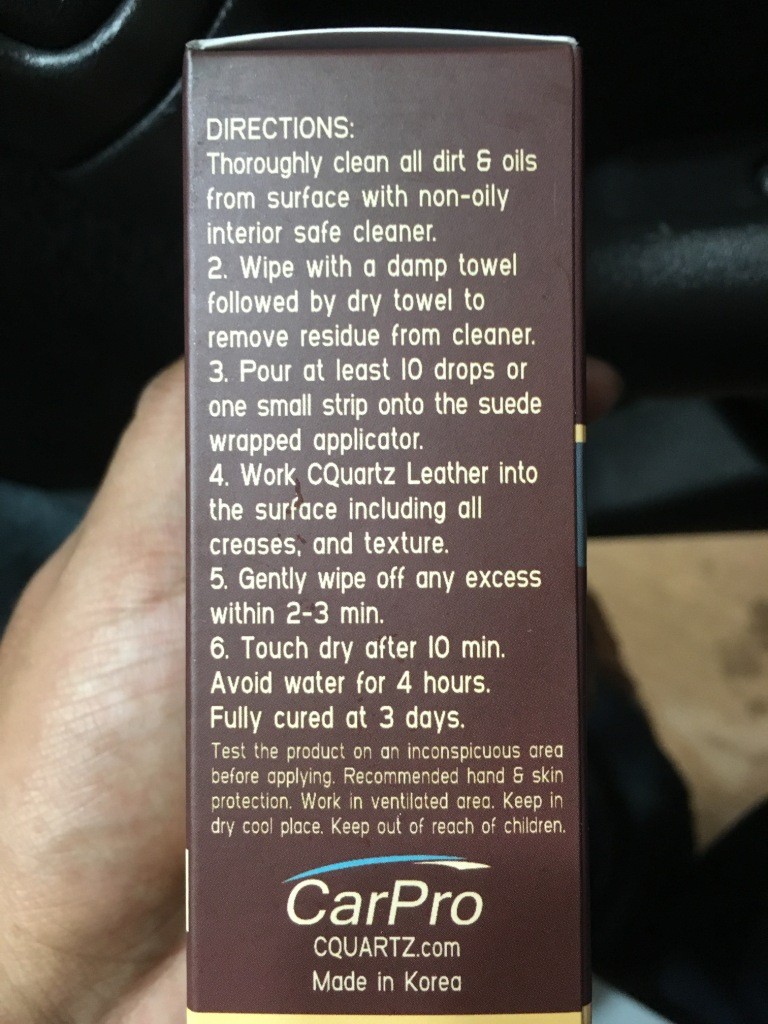 DIRECTIONS:
Thoroughly clean all dirt & oils
from surface with non-oily
interior safe cleaner.
2. Wipe with a damp towel
followed by dry towel to
remove residue from cleaner.
3. Pour at least 10 drops or
one small strip onto the suede
wrapped applicator.
4. Work CQuartz Leather into
the surface including all
creases, and texture.
5. Gently wipe off any excess
within 2-3 min.
6. Touch dry after 10 min.
Avoid water for 4 hours.
Fully cured at 3 days.
Test the product on an inconspicuous area
before applying. Recommended hand & skin
protection. Work in ventilated area. Keep in
dry cool place. Keep out of reach of children.
CarPro
CQUARTZ.com
Made in Korea